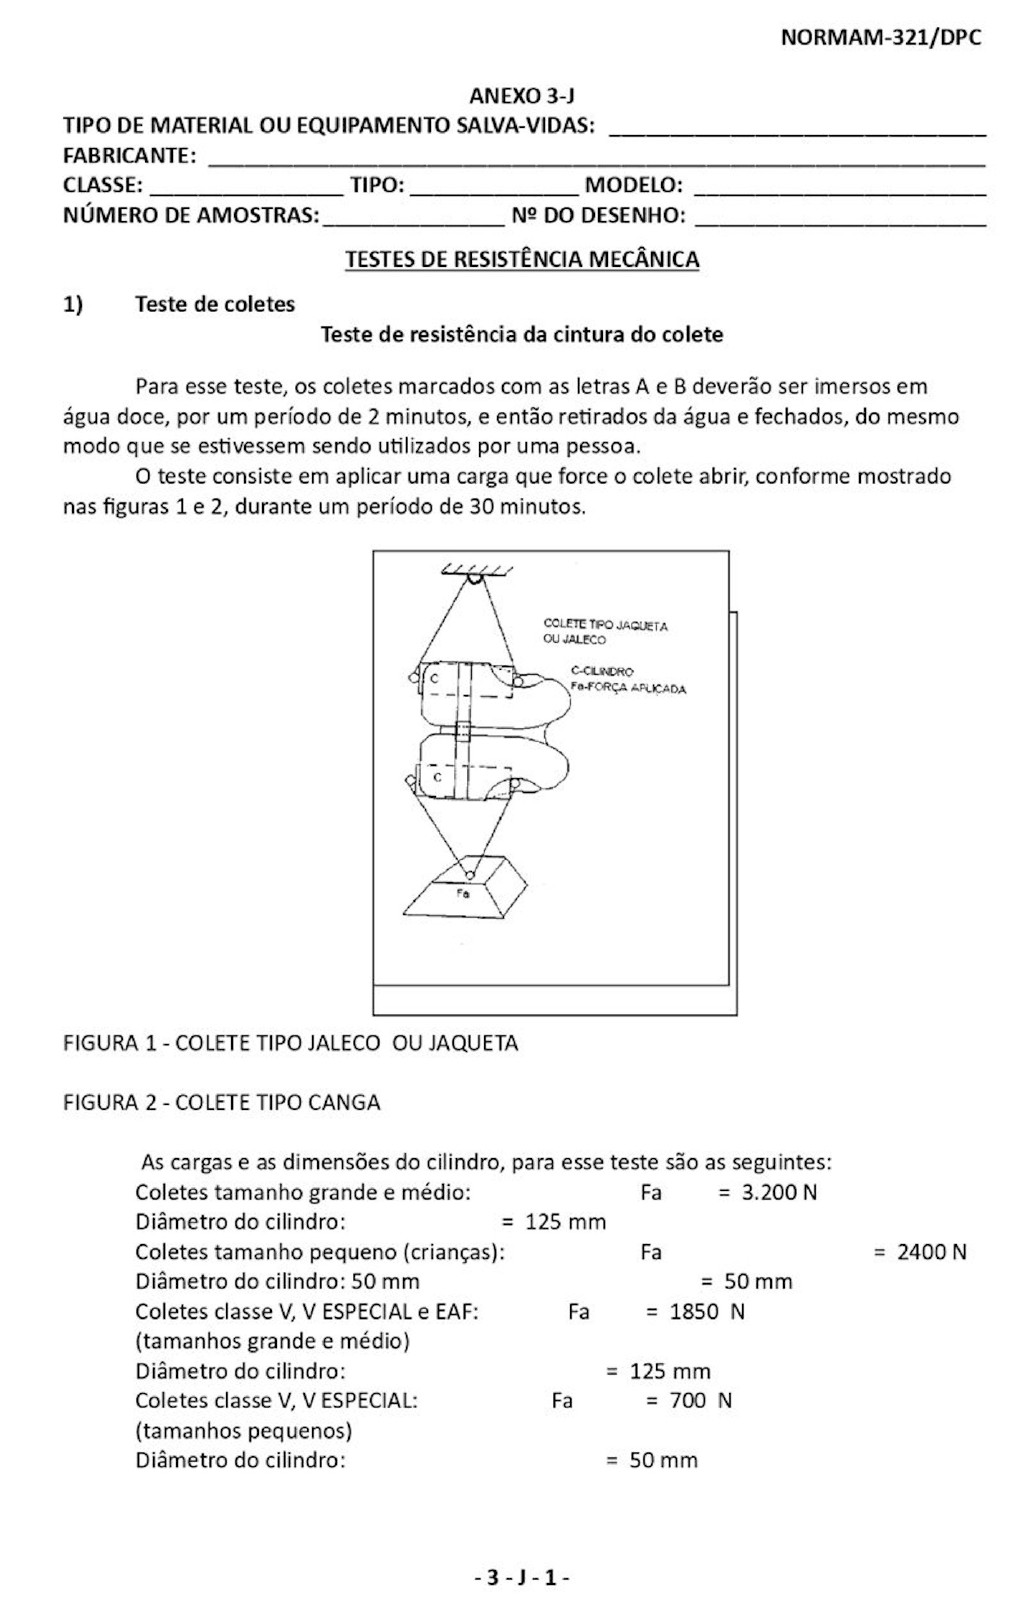 NORMAM-321/DPC
ANEXO 3-J
TIPO DE MATERIAL OU EQUIPAMENTO SALVA-VIDAS: ________________________________
FABRICANTE: ________________________________
CLASSE: ________________ TIPO: ______________ MODELO: ________________________
NÚMERO DE AMOSTRAS: _______________ Nº DO DESENHO: ________________________
TESTES DE RESISTÊNCIA MECÂNICA
1) Teste de coletes
Teste de resistência da cintura do colete
Para esse teste, os coletes marcados com as letras A e B deverão ser imersos em
água doce, por um período de 2 minutos, e então retirados da água e fechados, do mesmo
modo que se estivessem sendo utilizados por uma pessoa.
O teste consiste em aplicar uma carga que force o colete abrir, conforme mostrado
nas figuras 1 e 2, durante um período de 30 minutos.
COLETE TIPO JAQUETA
OU JALECO
C-CILINDRO
Fa-FORÇA APLICADA
C
C
Fa
FIGURA 1 - COLETE TIPO JALECO OU JAQUETA
FIGURA 2 - COLETE TIPO CANGA
As cargas e as dimensões do cilindro, para esse teste são as seguintes:
Coletes tamanho grande e médio: Fa = 3.200 N
Diâmetro do cilindro: = 125 mm
Coletes tamanho pequeno (crianças): Fa = 2400 N
Diâmetro do cilindro: 50 mm = 50 mm
Coletes classe V, V ESPECIAL e EAF: Fa = 1850 N
(tamanhos grande e médio)
Diâmetro do cilindro: = 125 mm
Coletes classe V, V ESPECIAL: Fa = 700 N
(tamanhos pequenos)
Diâmetro do cilindro: = 50 mm
- 3 - J - 1 -